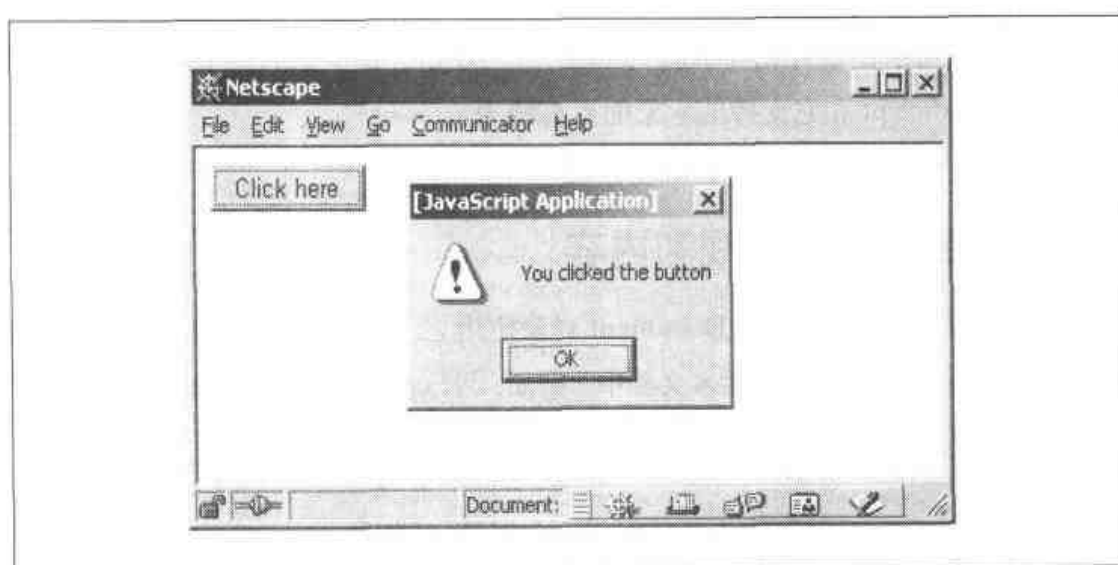 Netscape
File Edit View Go Communicator Help
Click here
[JavaScript Application]
You clicked the button
OK
Document: